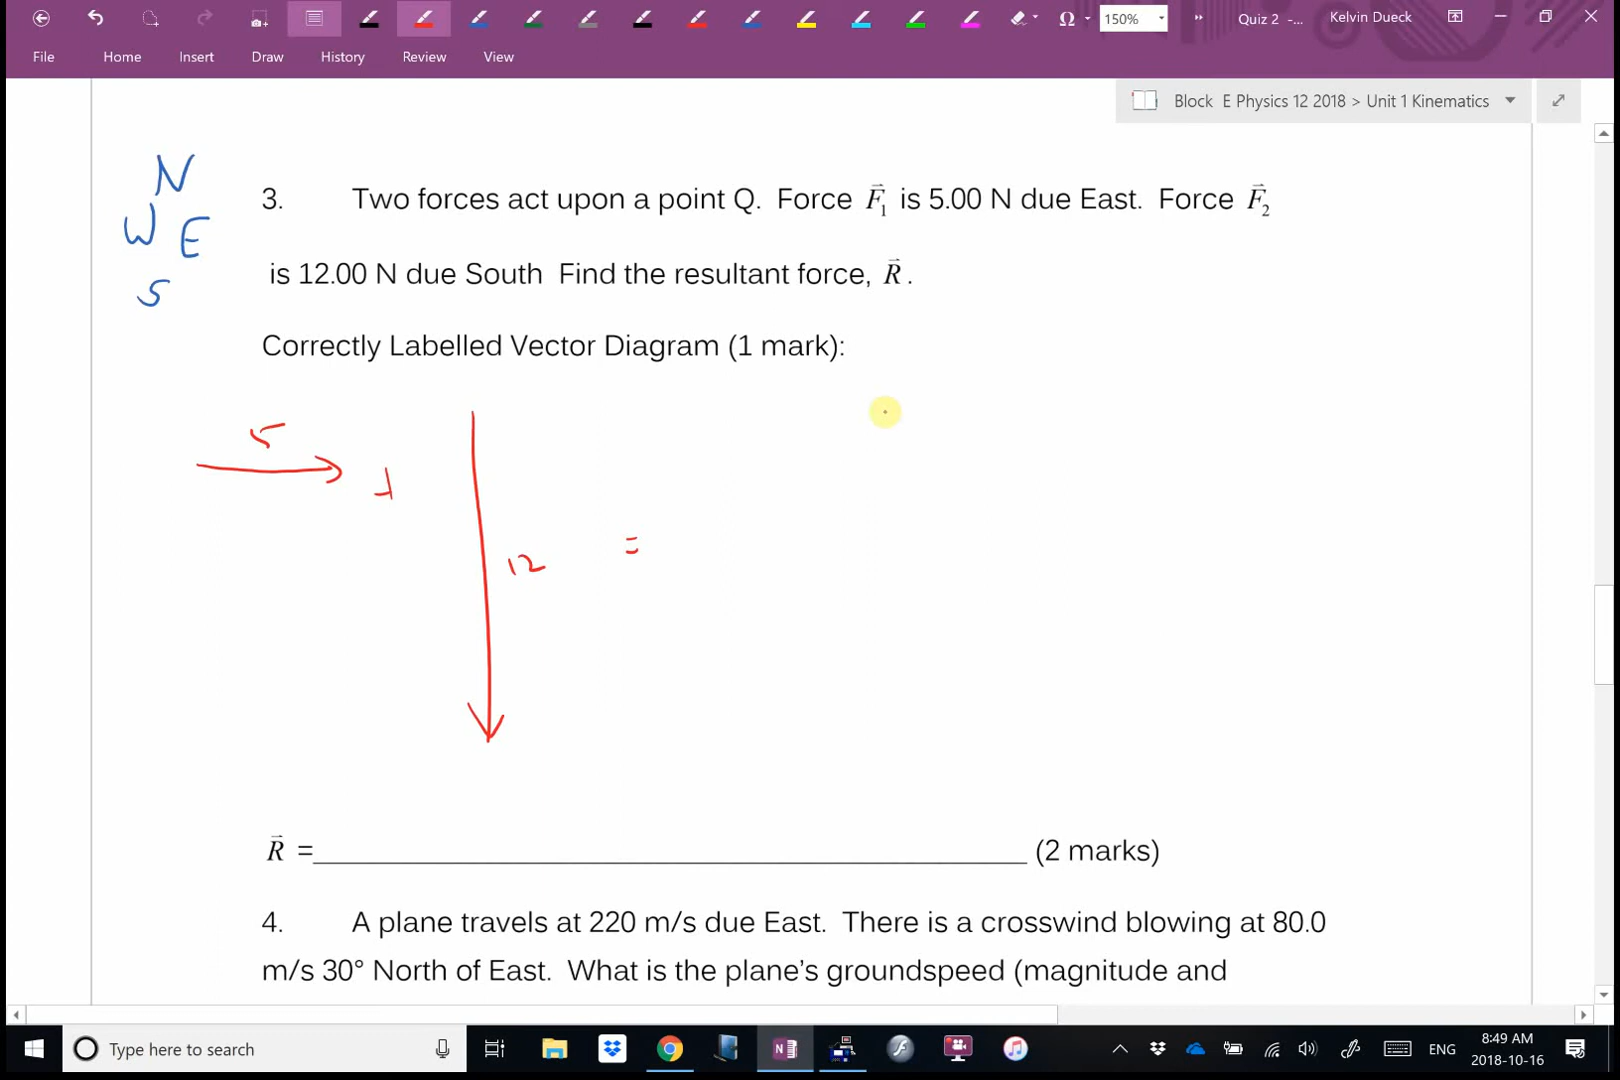 150%
Quiz 2 -...
Kelvin Dueck
File Home Insert Draw History Review View
Block E Physics 12 2018 > Unit 1 Kinematics
N
W E
S
3. Two forces act upon a point Q. Force F⃗₁ is 5.00 N due East. Force F⃗₂
is 12.00 N due South Find the resultant force, R⃗.
Correctly Labelled Vector Diagram (1 mark):
5
+
12 =
R⃗ =__________________________________________ (2 marks)
4. A plane travels at 220 m/s due East. There is a crosswind blowing at 80.0
m/s 30° North of East. What is the plane's groundspeed (magnitude and
Type here to search
ENG
8:49 AM
2018-10-16